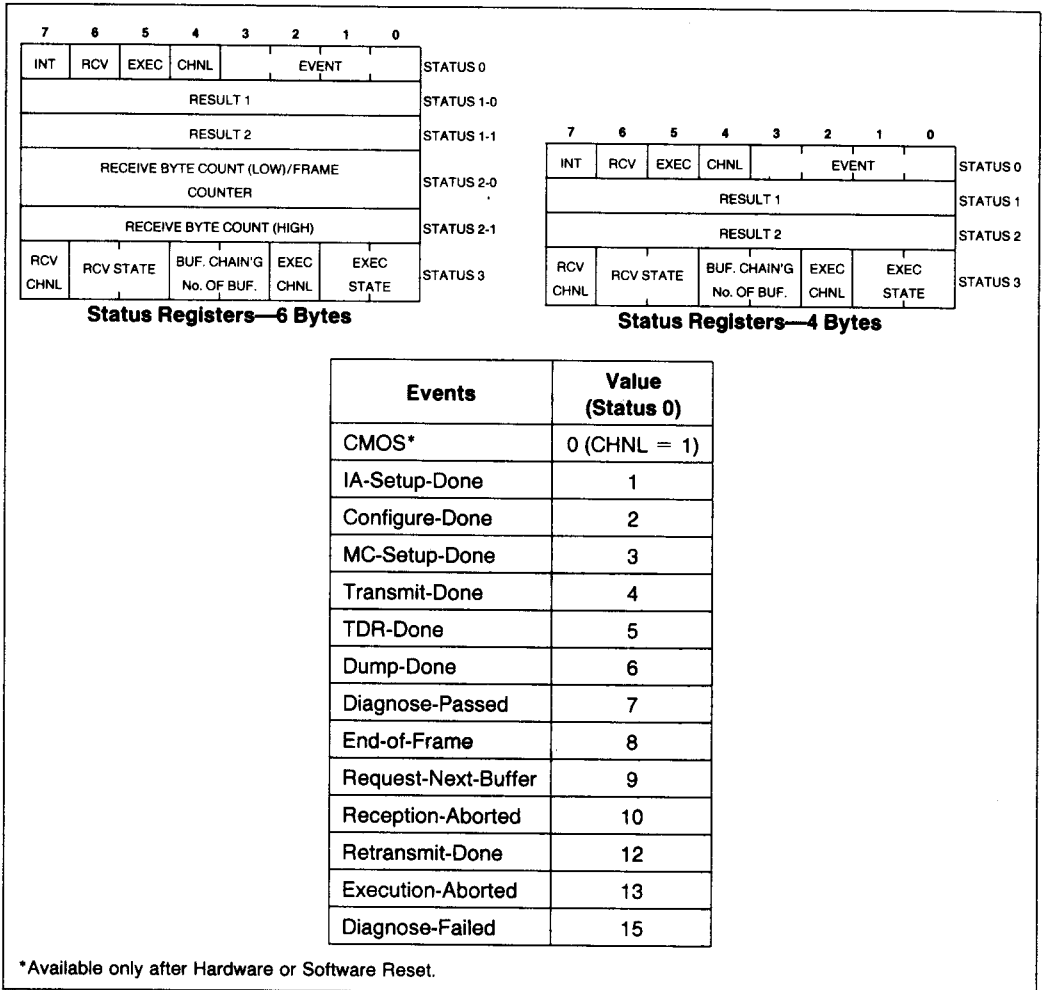 7 6 5 4 3 2 1 0
INT RCV EXEC CHNL EVENT STATUS 0
RESULT 1 STATUS 1-0
RESULT 2 STATUS 1-1
RECEIVE BYTE COUNT (LOW)/FRAME
COUNTER STATUS 2-0
RECEIVE BYTE COUNT (HIGH) STATUS 2-1
RCV CHNL RCV STATE BUF. CHAIN'G No. OF BUF. EXEC CHNL EXEC STATE STATUS 3
Status Registers—6 Bytes
7 6 5 4 3 2 1 0
INT RCV EXEC CHNL EVENT STATUS 0
RESULT 1 STATUS 1
RESULT 2 STATUS 2
RCV CHNL RCV STATE BUF. CHAIN'G No. OF BUF. EXEC CHNL EXEC STATE STATUS 3
Status Registers—4 Bytes
Events Value (Status 0)
CMOS* 0 (CHNL = 1)
IA-Setup-Done 1
Configure-Done 2
MC-Setup-Done 3
Transmit-Done 4
TDR-Done 5
Dump-Done 6
Diagnose-Passed 7
End-of-Frame 8
Request-Next-Buffer 9
Reception-Aborted 10
Retransmit-Done 12
Execution-Aborted 13
Diagnose-Failed 15
*Available only after Hardware or Software Reset.